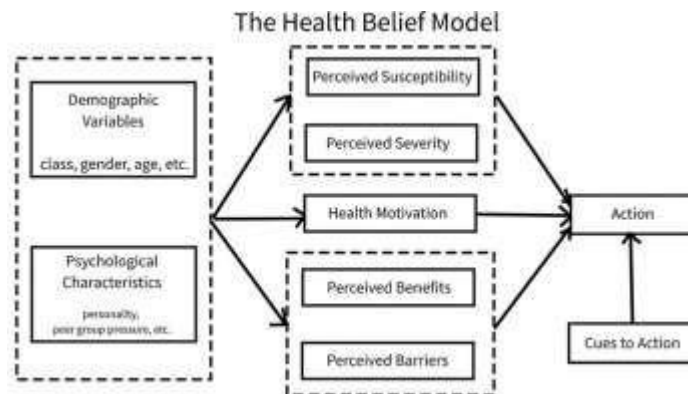 The Health Belief Model
Demographic
Variables
class, gender, age, etc.
Psychological
Characteristics
personality,
peer group pressure, etc.
Perceived Susceptibility
Perceived Severity
Health Motivation
Perceived Benefits
Perceived Barriers
Action
Cues to Action